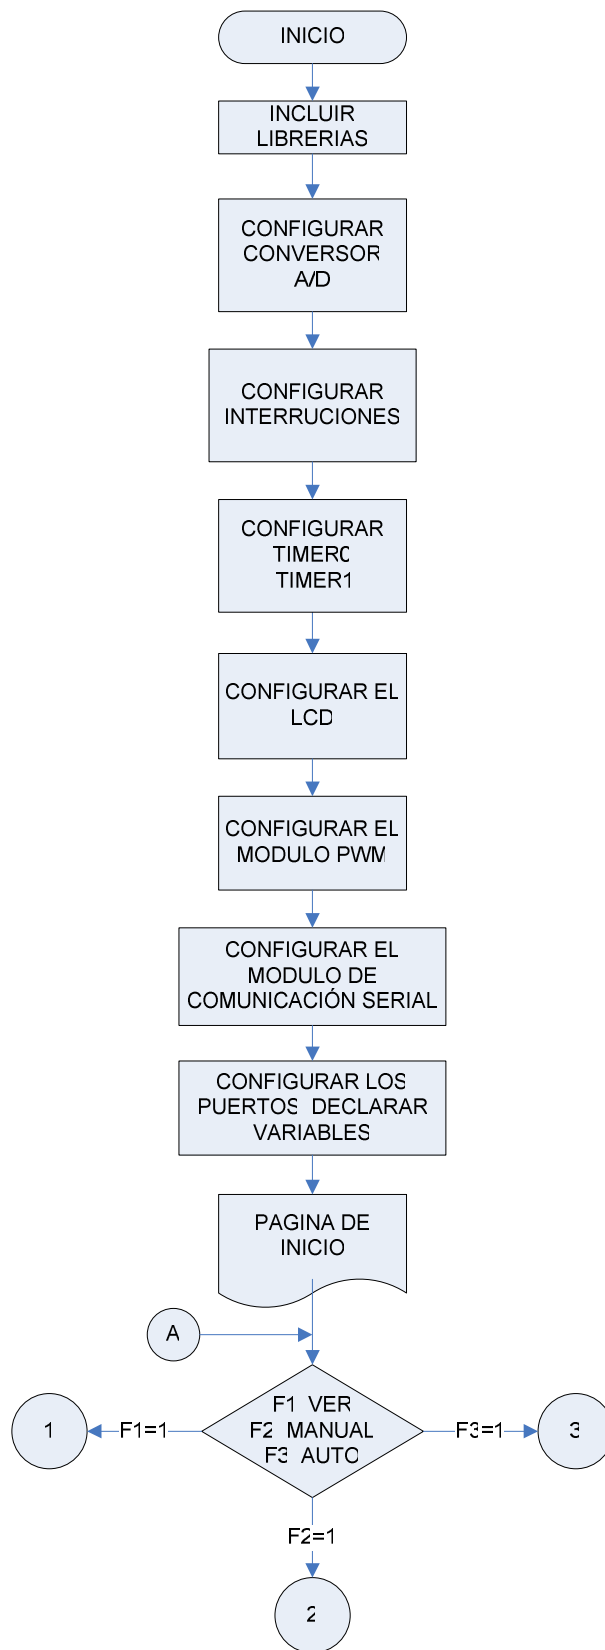 INICIO
INCLUIR
LIBRERIAS
CONFIGURAR
CONVERSOR
A/D
CONFIGURAR
INTERRUCIONES
CONFIGURAR
TIMER0
TIMER1
CONFIGURAR EL
LCD
CONFIGURAR EL
MODULO PWM
CONFIGURAR EL
MODULO DE
COMUNICACIÓN SERIAL
CONFIGURAR LOS
PUERTOS DECLARAR
VARIABLES
PAGINA DE
INICIO
A
F1 VER
F2 MANUAL
F3 AUTO
1
F1=1
F3=1
3
F2=1
2